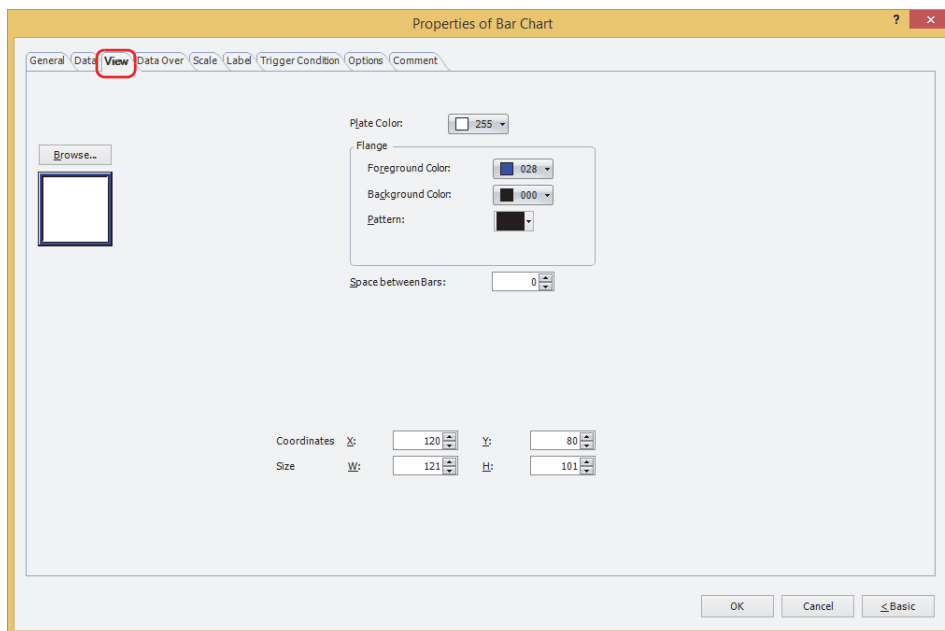 Properties of Bar Chart ? ×
General Data View Data Over Scale Label Trigger Condition Options Comment
Plate Color: 255
Browse...
Flange
Foreground Color: 028
Background Color: 000
Pattern:
Space between Bars: 0
Coordinates X: 120 Y: 80
Size W: 121 H: 101
OK Cancel < Basic